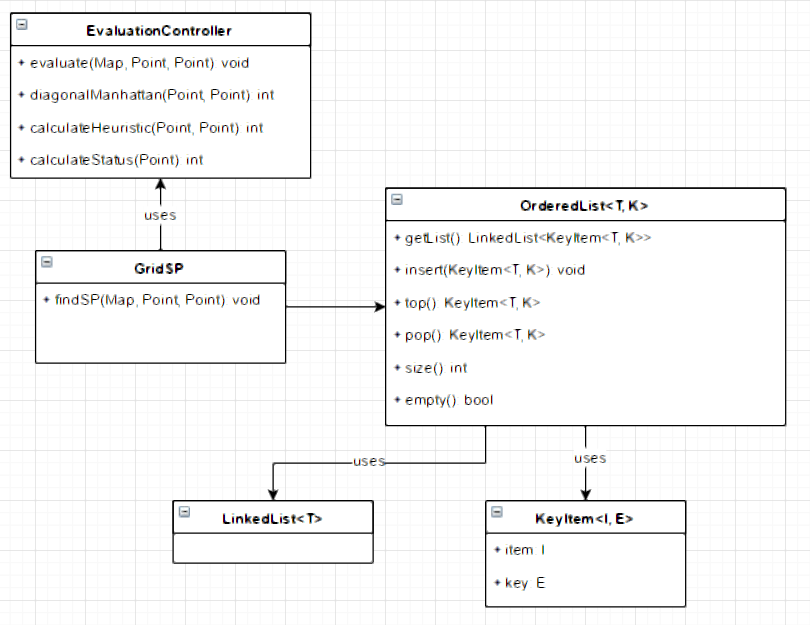 EvaluationController
+ evaluate(Map, Point, Point) void
+ diagonalManhattan(Point, Point) int
+ calculateHeuristic(Point, Point) int
+ calculateStatus(Point) int
uses
GridSP
+ findSP(Map, Point, Point) void
OrderedList<T, K>
+ getList() LinkedList<KeyItem<T, K>>
+ insert(KeyItem<T, K>) void
+ top() KeyItem<T, K>
+ pop() KeyItem<T, K>
+ size() int
+ empty() bool
uses
uses
LinkedList<T>
KeyItem<I, E>
+ item I
+ key E